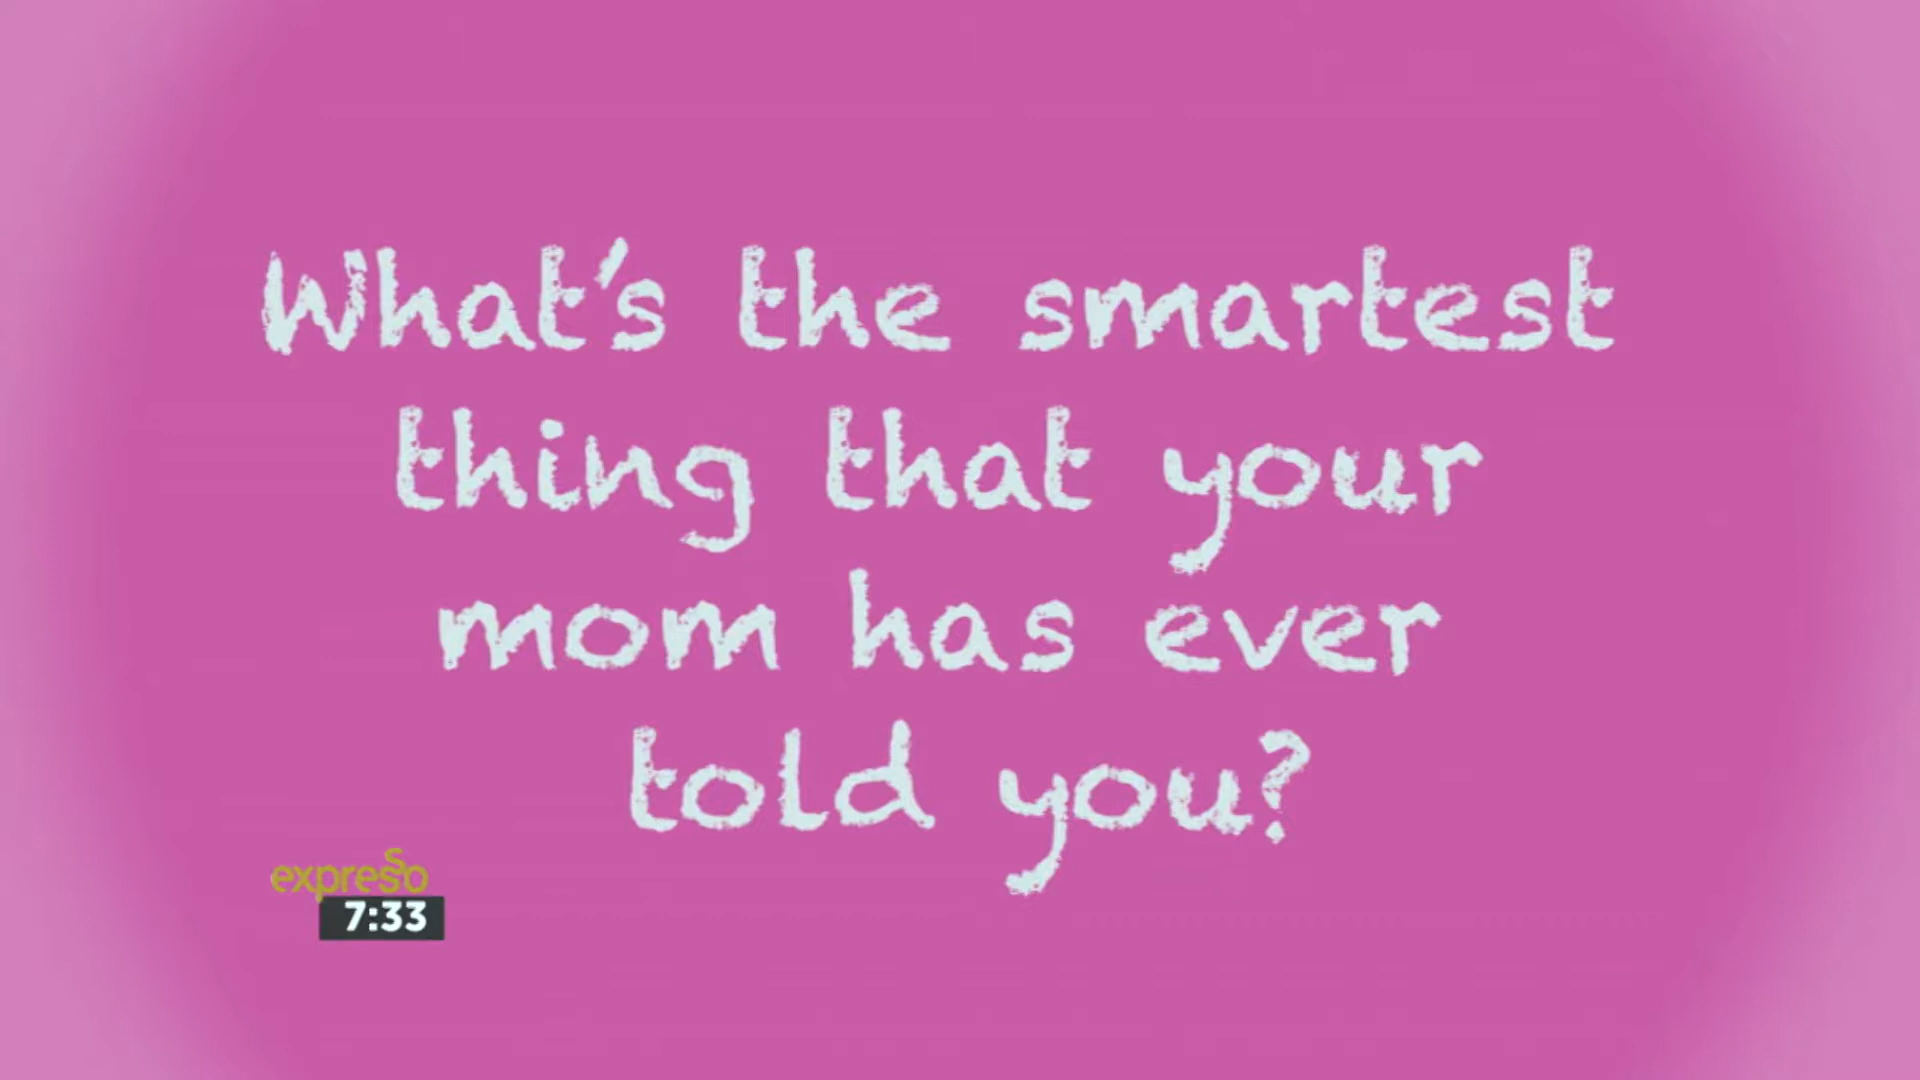 What's the smartest
thing that your
mom has ever
told you?
expresso
7:33